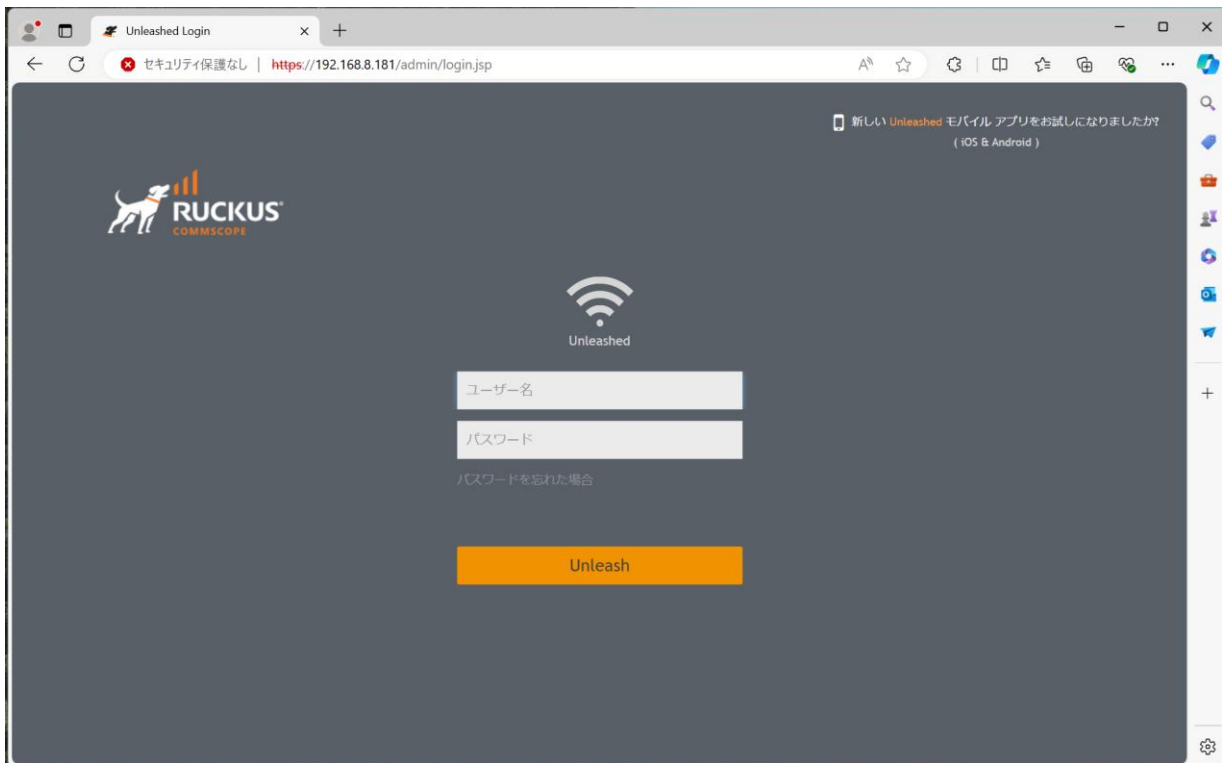 Unleashed Login
セキュリティ保護なし | https://192.168.8.181/admin/login.jsp
新しい Unleashed モバイル アプリをお試しになりましたか?
( iOS & Android )
RUCKUS
COMMSCOPE
Unleashed
ユーザー名
パスワード
パスワードを忘れた場合
Unleash